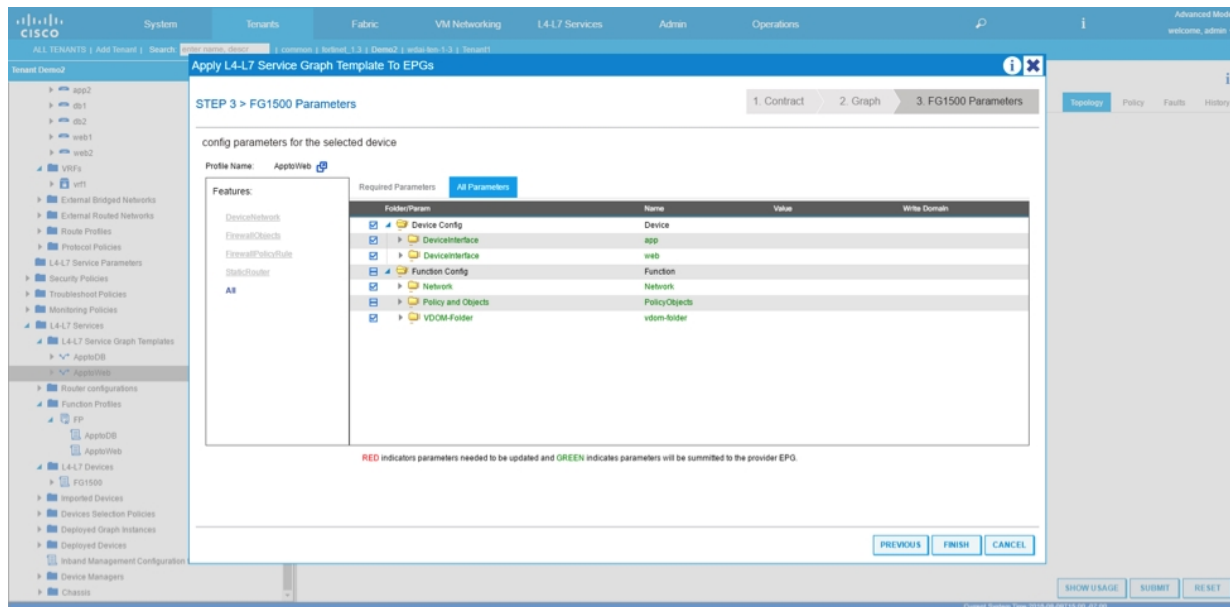 CISCO
System Tenants Fabric VM Networking L4-L7 Services Admin Operations
Advanced Mode
welcome, admin
ALL TENANTS | Add Tenant | Search: enter name, descr | common | fortinet_1.3 | Demo2 | wdai-ten-1-3 | Tenant1
Tenant Demo2
app2
db1
db2
web1
web2
VRFs
vrf1
External Bridged Networks
External Routed Networks
Route Profiles
Protocol Policies
L4-L7 Service Parameters
Security Policies
Troubleshoot Policies
Monitoring Policies
L4-L7 Services
L4-L7 Service Graph Templates
ApptoDB
ApptoWeb
Router configurations
Function Profiles
FP
ApptoDB
ApptoWeb
L4-L7 Devices
FG1500
Imported Devices
Devices Selection Policies
Deployed Graph Instances
Deployed Devices
Inband Management Configuration
Device Managers
Chassis
Apply L4-L7 Service Graph Template To EPGs
STEP 3 > FG1500 Parameters
1. Contract 2. Graph 3. FG1500 Parameters
config parameters for the selected device
Profile Name: ApptoWeb
Features:
DeviceNetwork
FirewallObjects
FirewallPolicyRule
StaticRouter
All
Required Parameters All Parameters
Folder/Param Name Value Write Domain
Device Config Device
DeviceInterface app
DeviceInterface web
Function Config Function
Network Network
Policy and Objects PolicyObjects
VDOM-Folder vdom-folder
RED indicators parameters needed to be updated and GREEN indicates parameters will be summitted to the provider EPG.
PREVIOUS FINISH CANCEL
Topology Policy Faults History
SHOW USAGE SUBMIT RESET